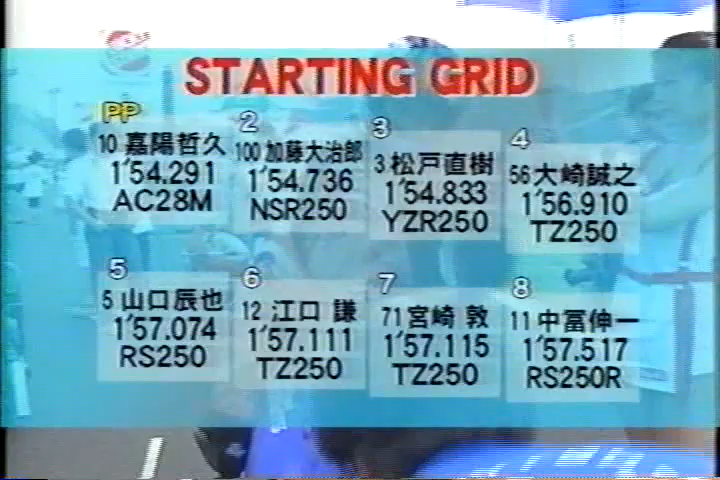 STARTING GRID
PP
10 嘉陽哲久
1'54.291
AC28M
2
100 加藤大治郎
1'54.736
NSR250
3
3 松戸直樹
1'54.833
YZR250
4
56 大崎誠之
1'56.910
TZ250
5
5 山口辰也
1'57.074
RS250
6
12 江口 謙
1'57.111
TZ250
7
71 宮崎 敦
1'57.115
TZ250
8
11 中冨伸一
1'57.517
RS250R